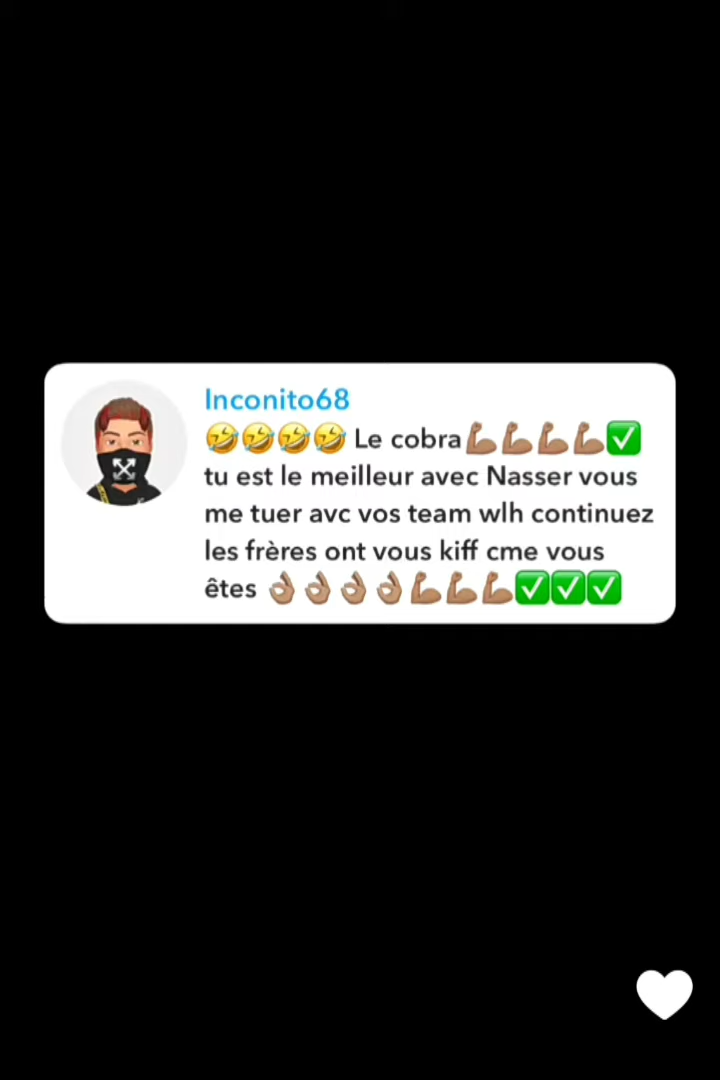 Inconito68
🤣🤣🤣🤣 Le cobra💪🏽💪🏽💪🏽💪🏽✅
tu est le meilleur avec Nasser vous
me tuer avc vos team wlh continuez
les frères ont vous kiff cme vous
êtes 👌🏽👌🏽👌🏽👌🏽💪🏽💪🏽💪🏽✅✅✅